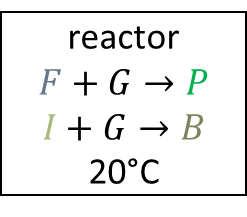 reactor
F + G → P
I + G → B
20°C